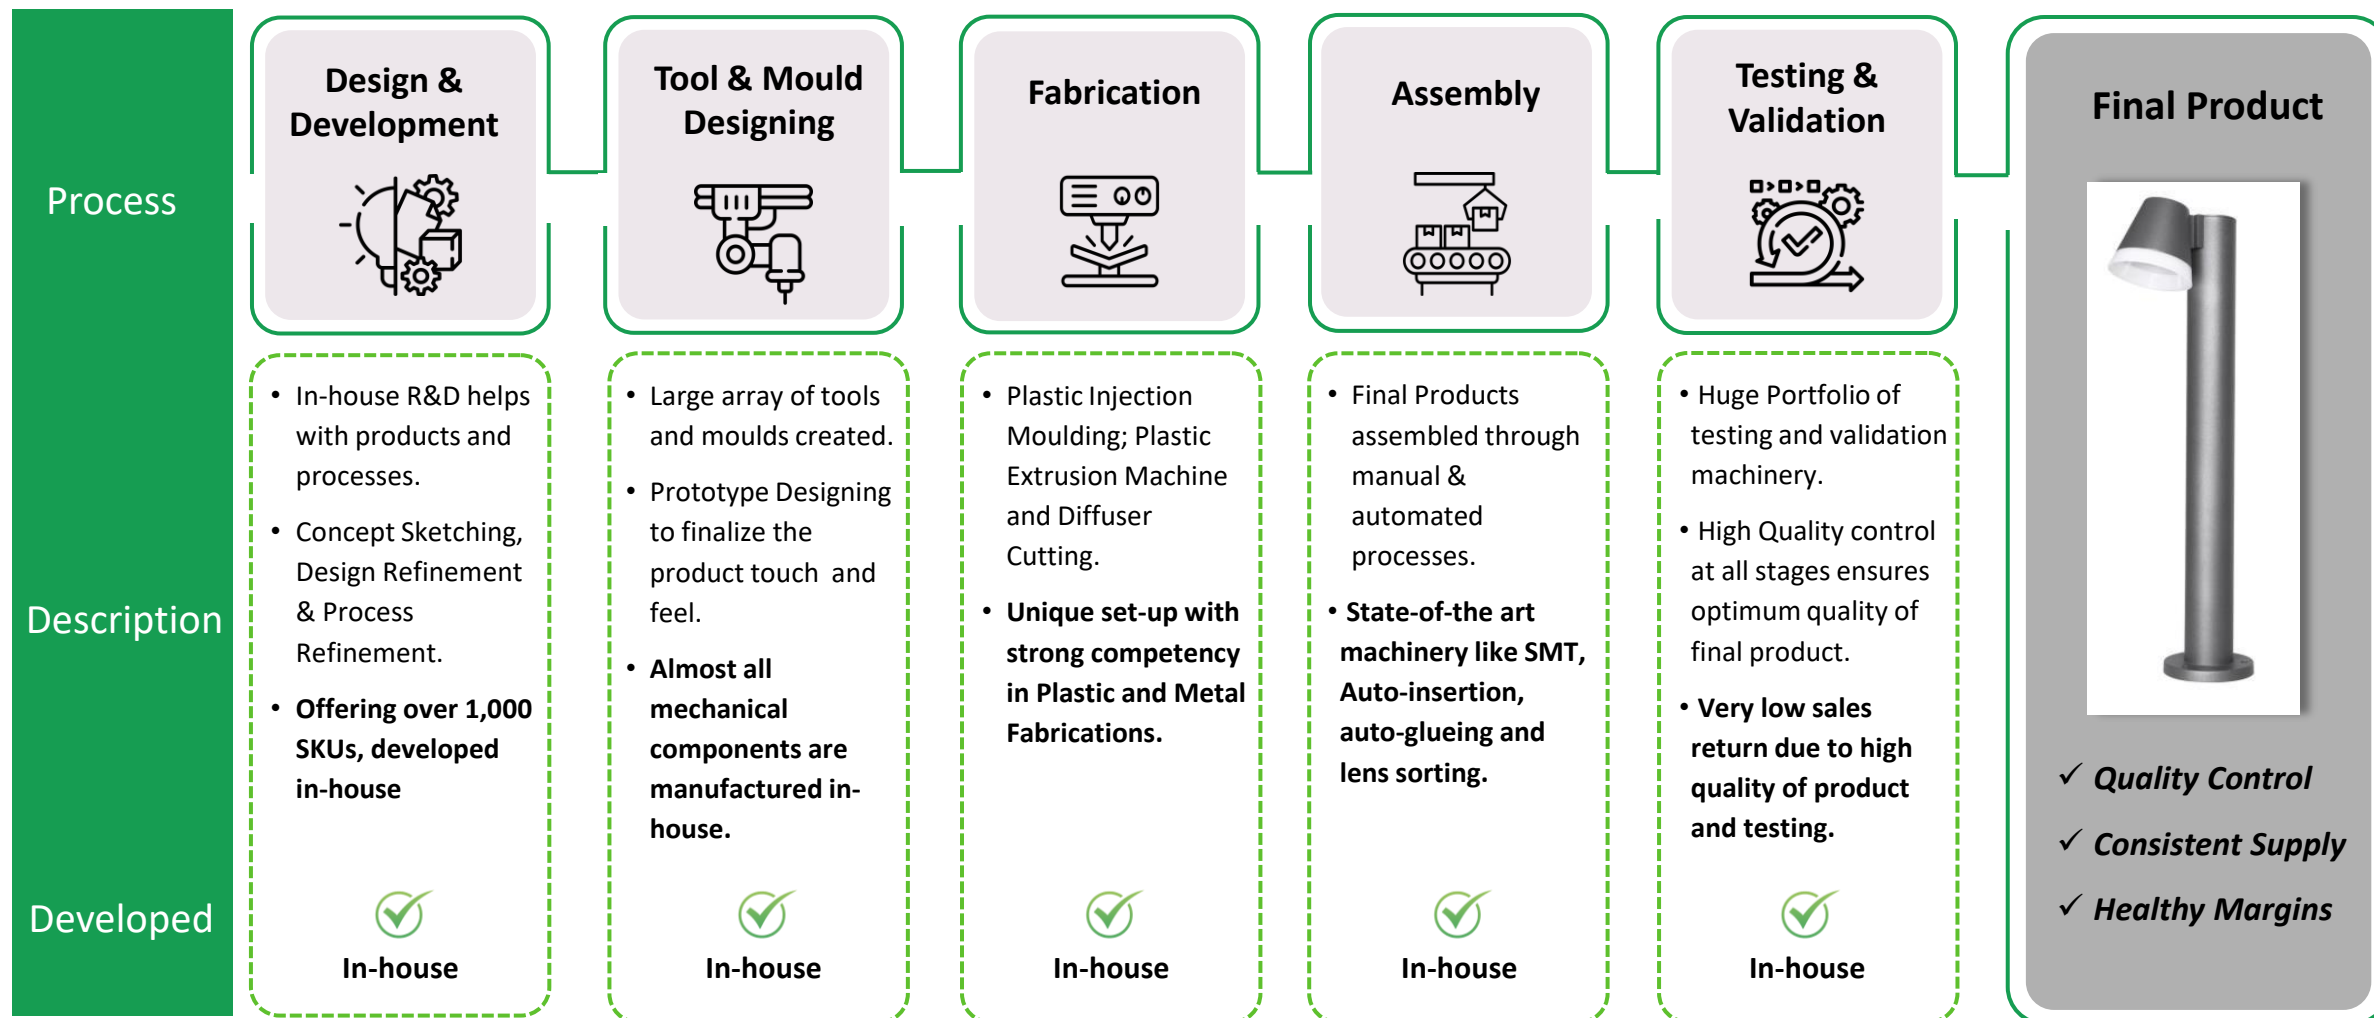 Process
Design &
Development
Tool & Mould
Designing
Fabrication
Assembly
Testing &
Validation
Final Product
Description
• In-house R&D helps
with products and
processes.
• Concept Sketching,
Design Refinement
& Process
Refinement.
• Offering over 1,000
SKUs, developed
in-house
• Large array of tools
and moulds created.
• Prototype Designing
to finalize the
product touch and
feel.
• Almost all
mechanical
components are
manufactured in-
house.
• Plastic Injection
Moulding; Plastic
Extrusion Machine
and Diffuser
Cutting.
• Unique set-up with
strong competency
in Plastic and Metal
Fabrications.
• Final Products
assembled through
manual &
automated
processes.
• State-of-the art
machinery like SMT,
Auto-insertion,
auto-glueing and
lens sorting.
• Huge Portfolio of
testing and validation
machinery.
• High Quality control
at all stages ensures
optimum quality of
final product.
• Very low sales
return due to high
quality of product
and testing.
✓ Quality Control
✓ Consistent Supply
✓ Healthy Margins
Developed
In-house
In-house
In-house
In-house
In-house